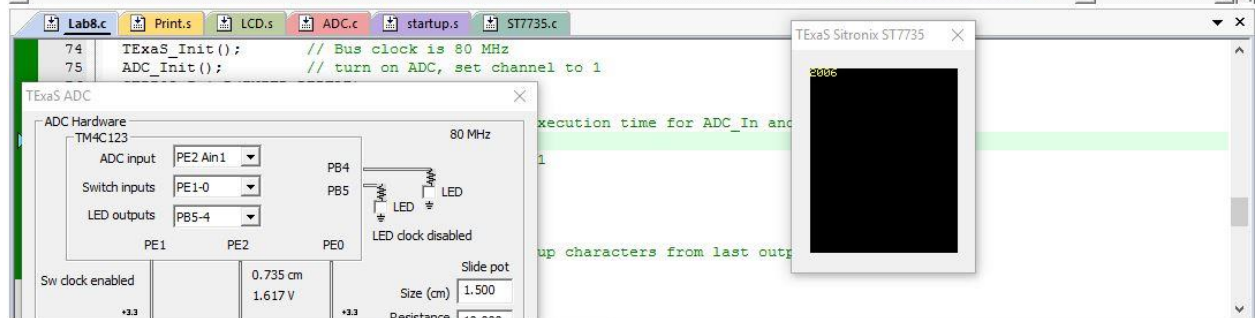 Lab8.c Print.s LCD.s ADC.c startup.s ST7735.c
74 TExaS_Init(); // Bus clock is 80 MHz
75 ADC_Init(); // turn on ADC, set channel to 1
TExaS ADC
xecution time for ADC_In and
1
up characters from last outp
ADC Hardware
TM4C123
80 MHz
ADC input PE2 Ain1
Switch inputs PE1-0
LED outputs PB5-4
PB4
PB5
LED
LED
LED clock disabled
PE1 PE2 PE0
Sw clock enabled
0.735 cm
1.617 V
Slide pot
Size (cm) 1.500
+3.3 +3.3
Resistance
TExaS Sitronix ST7735
2006